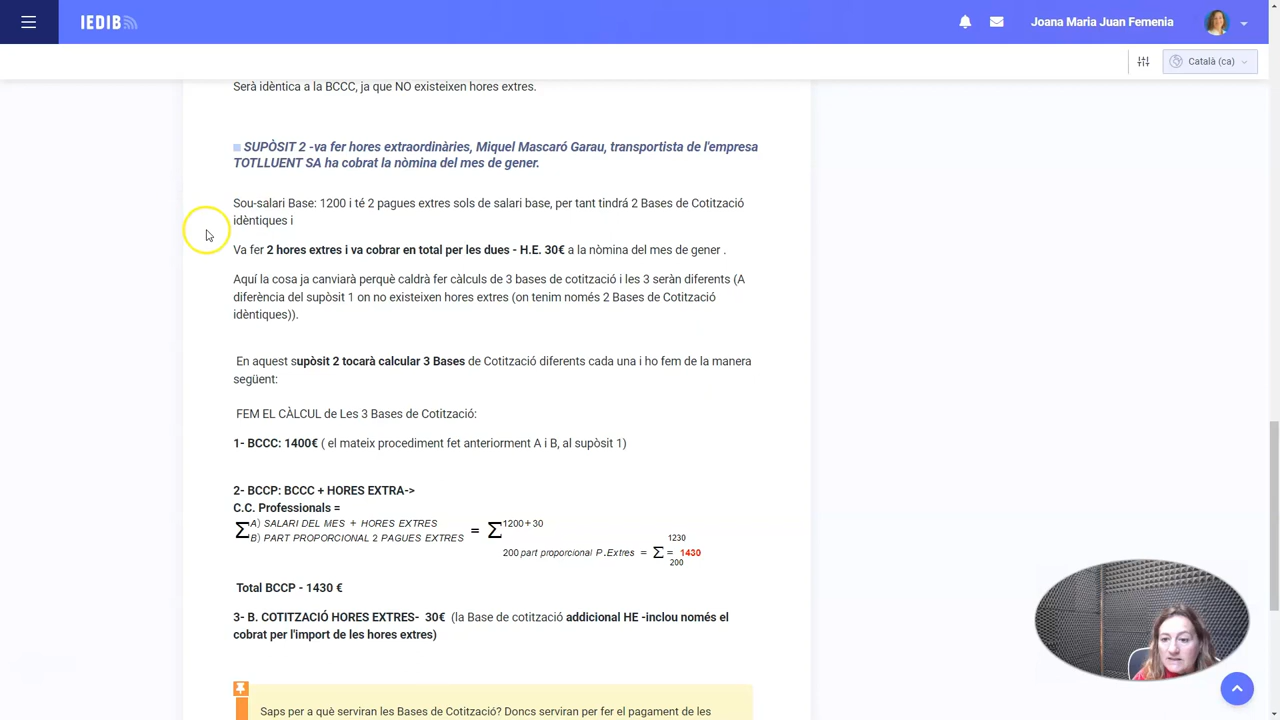 IEDIB
Joana Maria Juan Femenia
Català (ca)
Serà idèntica a la BCCC, ja que NO existeixen hores extres.
SUPÒSIT 2 -va fer hores extraordinàries, Miquel Mascaró Garau, transportista de l'empresa
TOTLLUENT SA ha cobrat la nòmina del mes de gener.
Sou-salari Base: 1200 i té 2 pagues extres sols de salari base, per tant tindrá 2 Bases de Cotització
idèntiques i
Va fer 2 hores extres i va cobrar en total per les dues - H.E. 30€ a la nòmina del mes de gener .
Aquí la cosa ja canviarà perquè caldrà fer càlculs de 3 bases de cotització i les 3 seràn diferents (A
diferència del supòsit 1 on no existeixen hores extres (on tenim només 2 Bases de Cotització
idèntiques)).
En aquest supòsit 2 tocarà calcular 3 Bases de Cotització diferents cada una i ho fem de la manera
següent:
FEM EL CÀLCUL de Les 3 Bases de Cotització:
1- BCCC: 1400€ ( el mateix procediment fet anteriorment A i B, al supòsit 1)
2- BCCP: BCCC + HORES EXTRA->
C.C. Professionals =
∑ A) SALARI DEL MES + HORES EXTRES
B) PART PROPORCIONAL 2 PAGUES EXTRES = ∑ 1200+30
200 part proporcional P.Extres = ∑ 1230
= 1430
200
Total BCCP - 1430 €
3- B. COTITZACIÓ HORES EXTRES- 30€ (la Base de cotització addicional HE -inclou només el
cobrat per l'import de les hores extres)
Saps per a què serviran les Bases de Cotització? Doncs serviran per fer el pagament de les